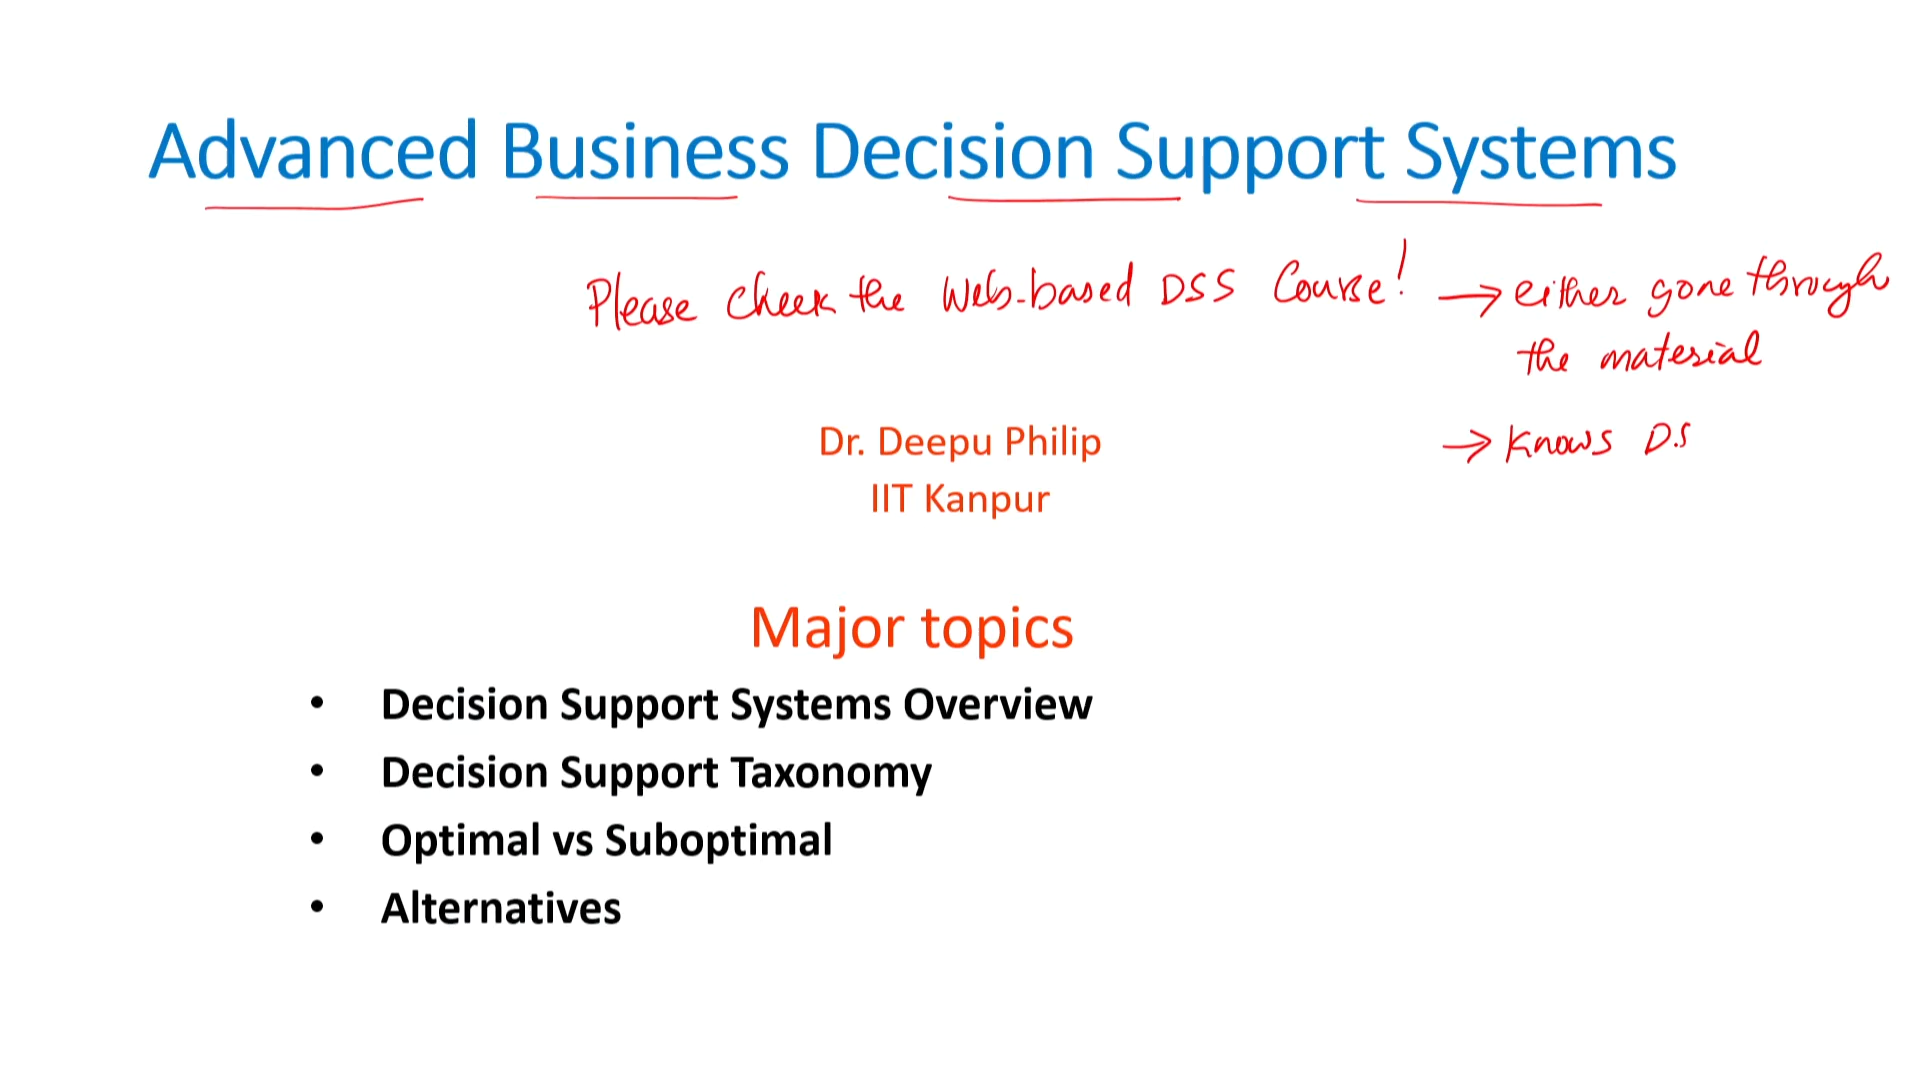 Advanced Business Decision Support Systems
Please check the Web-based DSS Course! → either gone through
the material
→ Knows D.S
Dr. Deepu Philip
IIT Kanpur
Major topics
• Decision Support Systems Overview
• Decision Support Taxonomy
• Optimal vs Suboptimal
• Alternatives